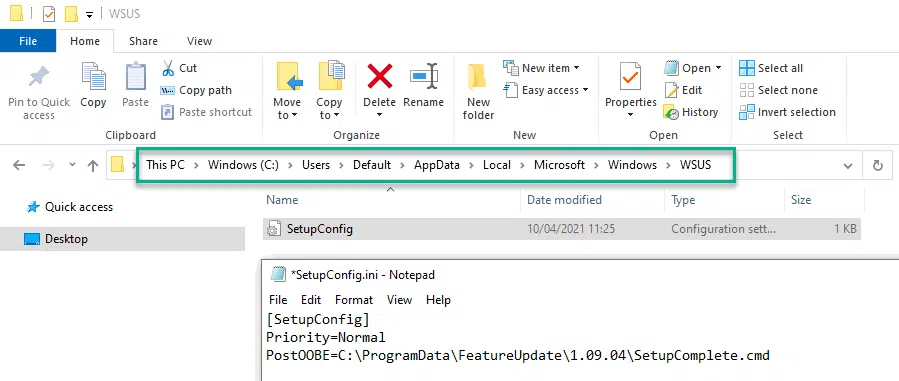 WSUS
File Home Share View
Pin to Quick access
Copy
Paste
Cut
Copy path
Paste shortcut
Clipboard
Move to
Copy to
Delete
Rename
Organize
New folder
New item
Easy access
New
Properties
Open
Edit
History
Open
Select all
Select none
Invert selection
Select
This PC > Windows (C:) > Users > Default > AppData > Local > Microsoft > Windows > WSUS
Quick access
Desktop
Name Date modified Type Size
SetupConfig 10/04/2021 11:25 Configuration sett... 1 KB
*SetupConfig.ini - Notepad
File Edit Format View Help
[SetupConfig]
Priority=Normal
PostOOBE=C:\ProgramData\FeatureUpdate\1.09.04\SetupComplete.cmd